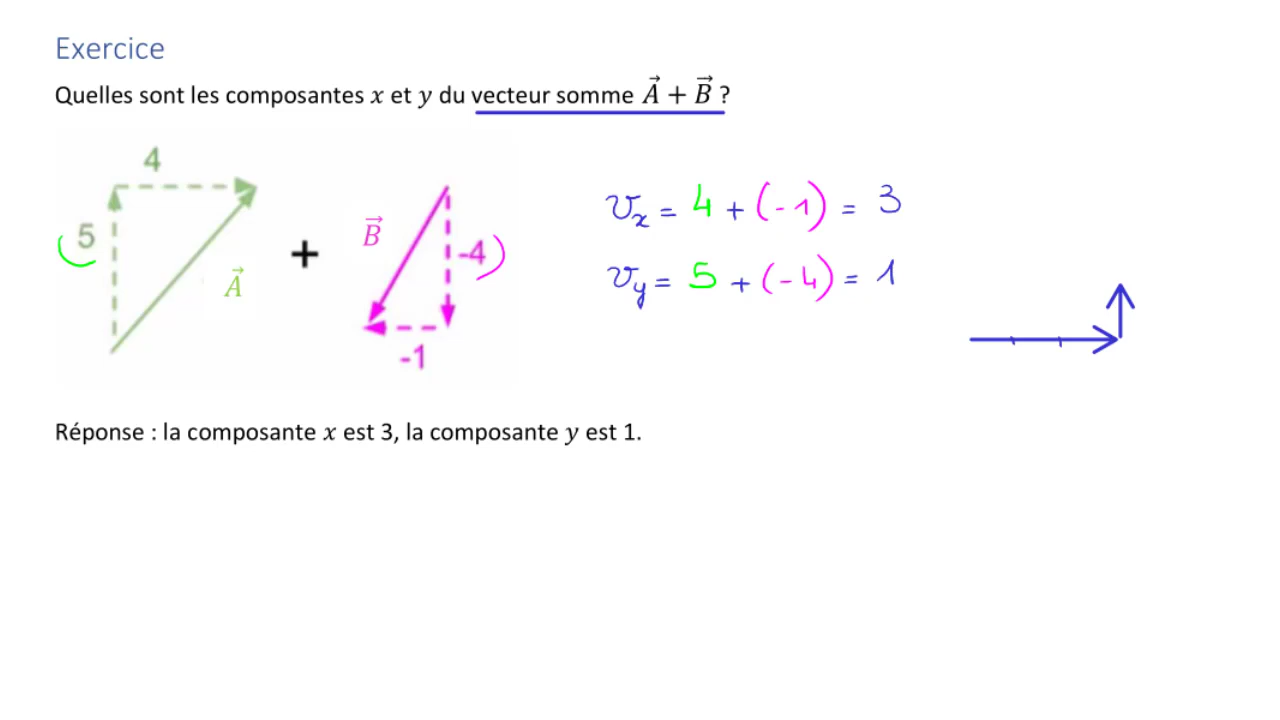 Exercice
Quelles sont les composantes x et y du vecteur somme A⃗ + B⃗ ?
4
5
A⃗
+
B⃗
-4
-1
vₓ = 4 + (-1) = 3
v_y = 5 + (-4) = 1
Réponse : la composante x est 3, la composante y est 1.